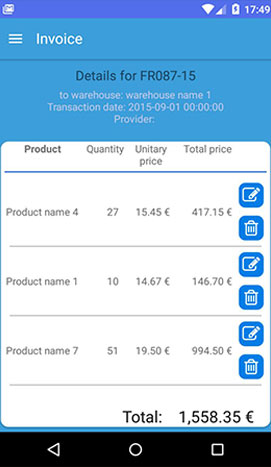 17:49
Invoice
Details for FR087-15
to warehouse: warehouse name 1
Transaction date: 2015-09-01 00:00:00
Provider:
Product Quantity Unitary price Total price
Product name 4 27 15.45 € 417.15 €
Product name 1 10 14.67 € 146.70 €
Product name 7 51 19.50 € 994.50 €
Total: 1,558.35 €